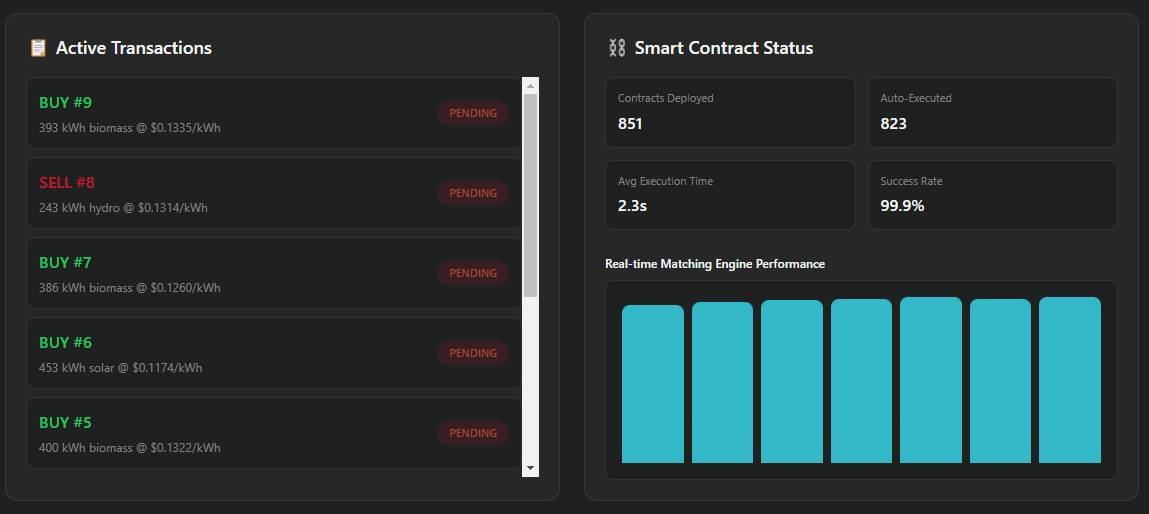 Active Transactions
BUY #9
393 kWh biomass @ $0.1335/kWh
PENDING
SELL #8
243 kWh hydro @ $0.1314/kWh
PENDING
BUY #7
386 kWh biomass @ $0.1260/kWh
PENDING
BUY #6
453 kWh solar @ $0.1174/kWh
PENDING
BUY #5
400 kWh biomass @ $0.1322/kWh
PENDING
Smart Contract Status
Contracts Deployed
851
Auto-Executed
823
Avg Execution Time
2.3s
Success Rate
99.9%
Real-time Matching Engine Performance